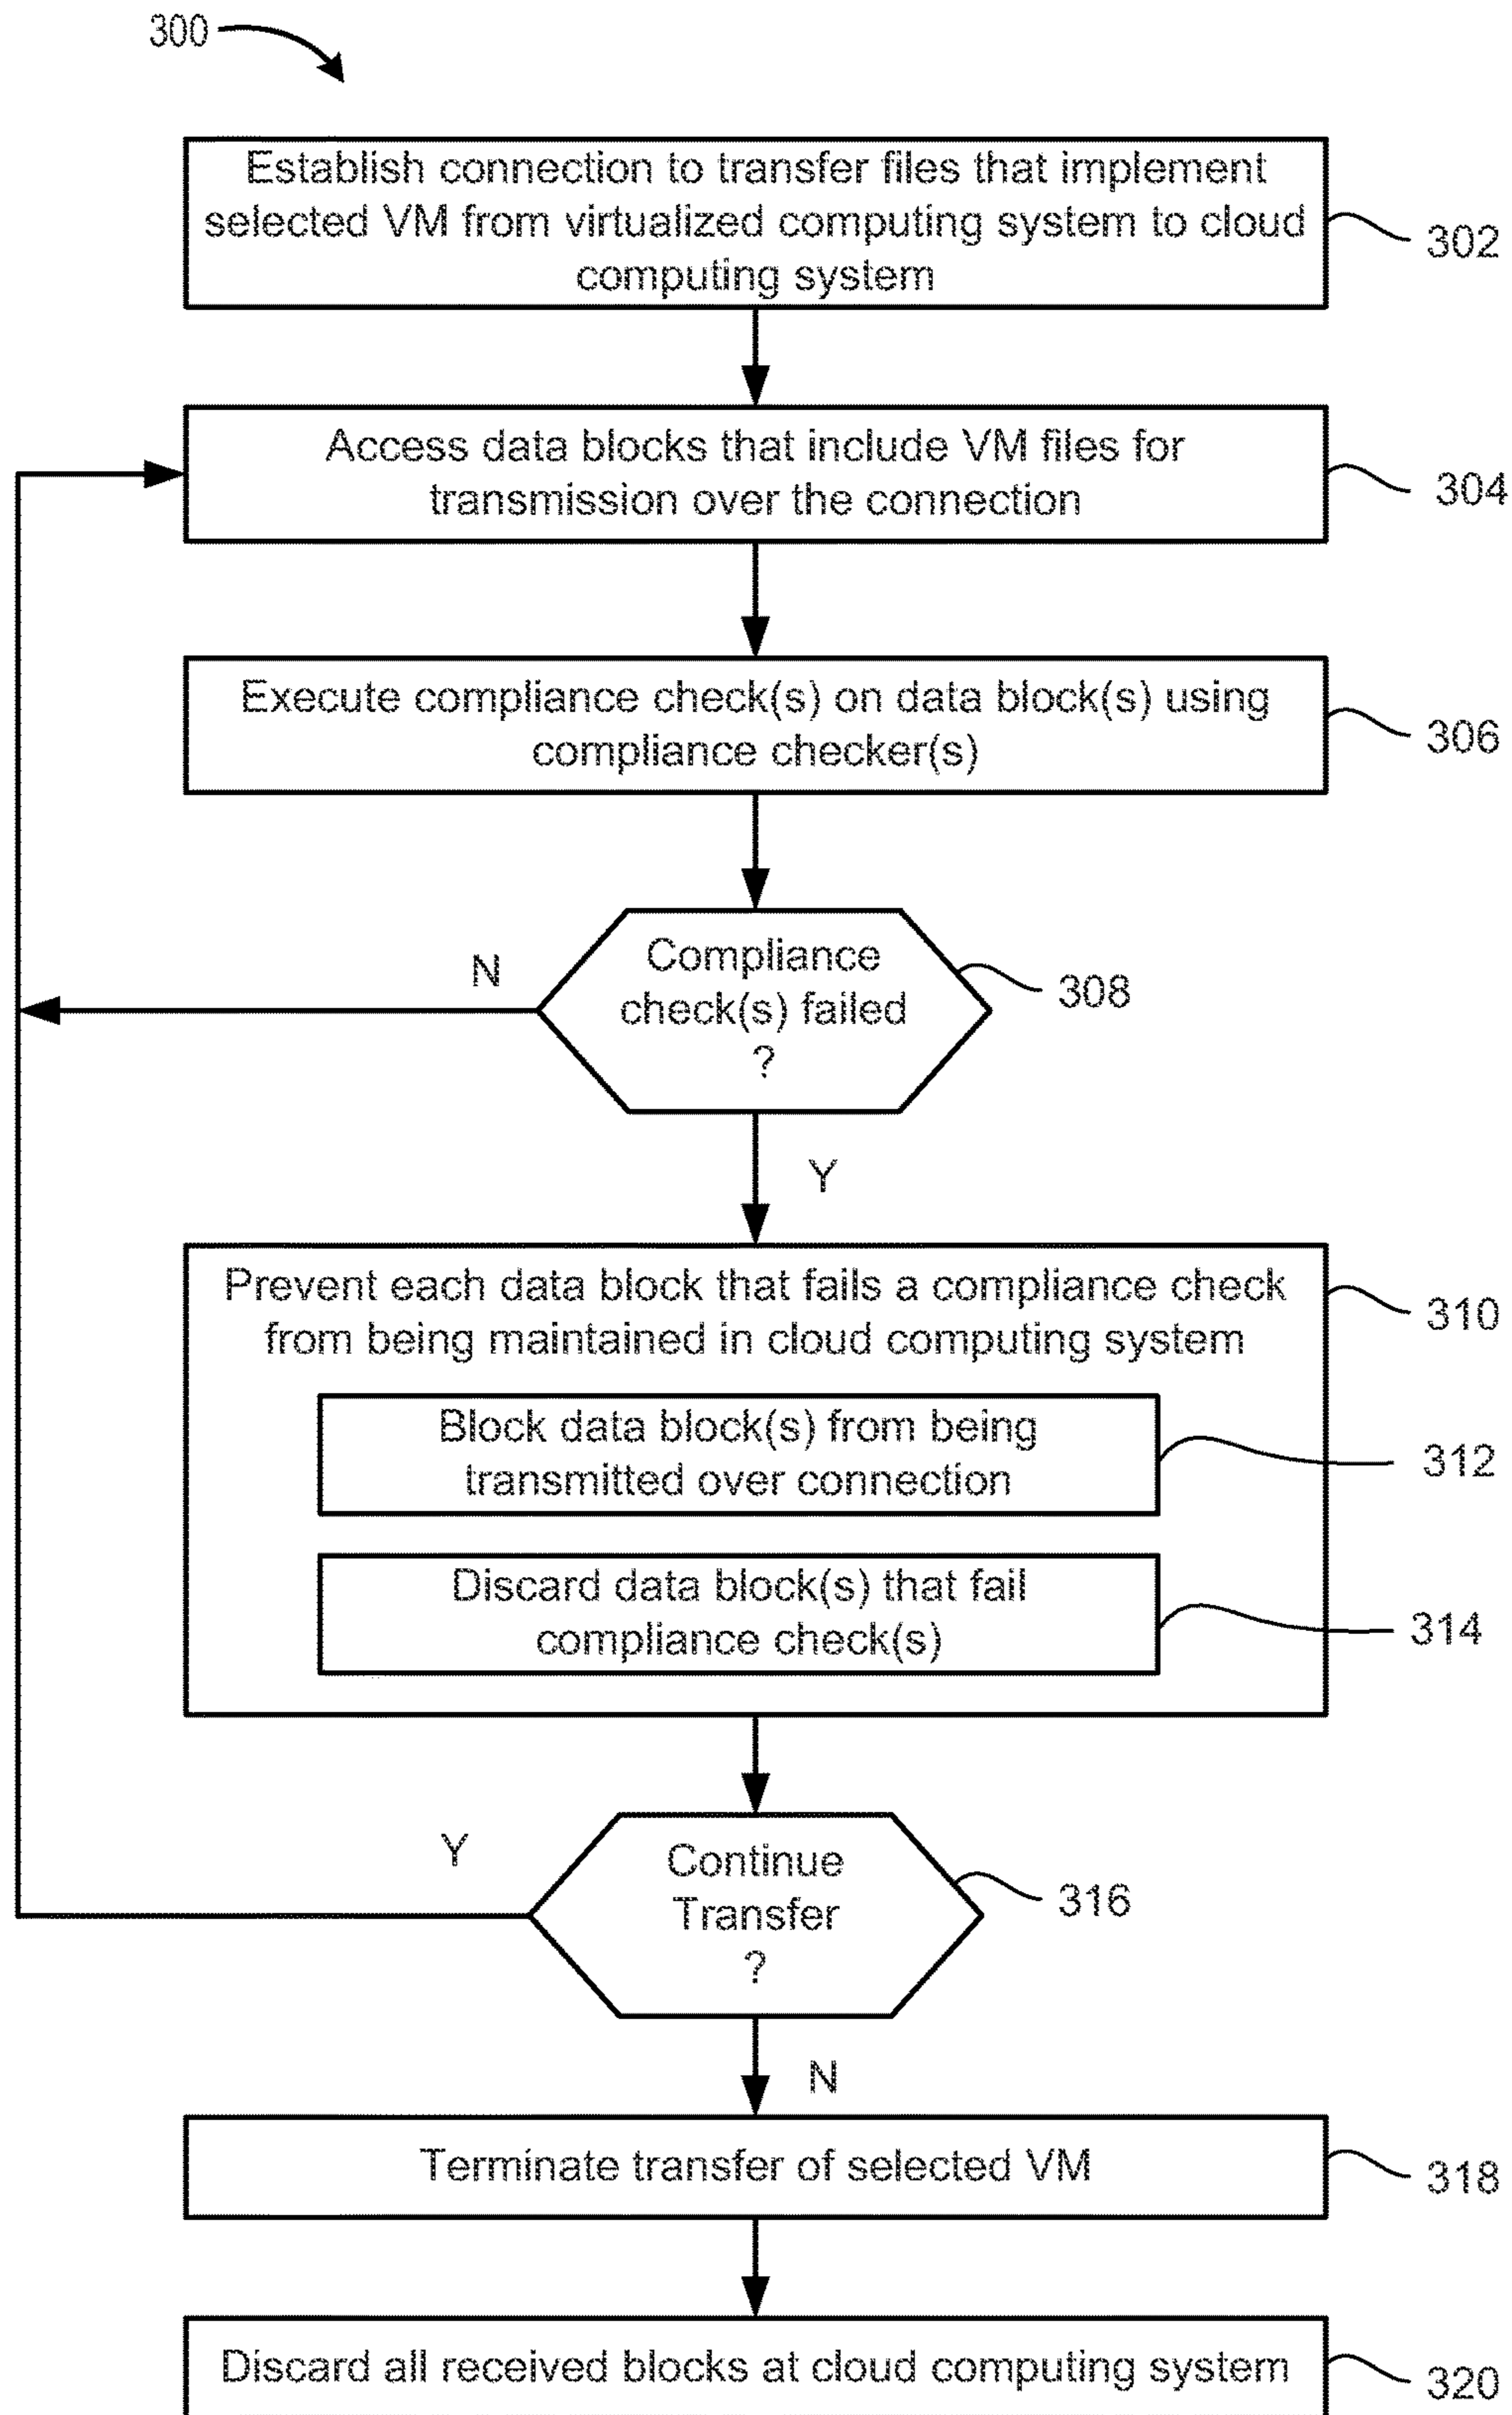 300
Establish connection to transfer files that implement
selected VM from virtualized computing system to cloud
computing system
302
Access data blocks that include VM files for
transmission over the connection
304
Execute compliance check(s) on data block(s) using
compliance checker(s)
306
Compliance
check(s) failed
?
308
N
Y
Prevent each data block that fails a compliance check
from being maintained in cloud computing system
310
Block data block(s) from being
transmitted over connection
312
Discard data block(s) that fail
compliance check(s)
314
Continue
Transfer
?
316
Y
N
Terminate transfer of selected VM
318
Discard all received blocks at cloud computing system
320